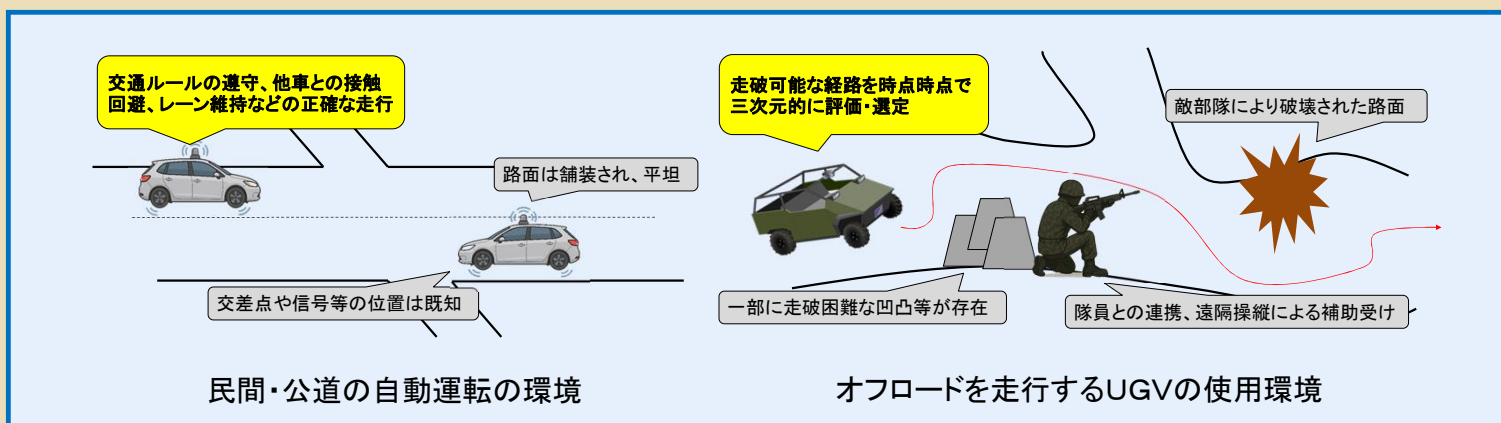 交通ルールの遵守、他車との接触
回避、レーン維持などの正確な走行
路面は舗装され、平坦
交差点や信号等の位置は既知
民間・公道の自動運転の環境
走破可能な経路を時点時点で
三次元的に評価・選定
敵部隊により破壊された路面
一部に走破困難な凹凸等が存在
隊員との連携、遠隔操縦による補助受け
オフロードを走行するUGVの使用環境